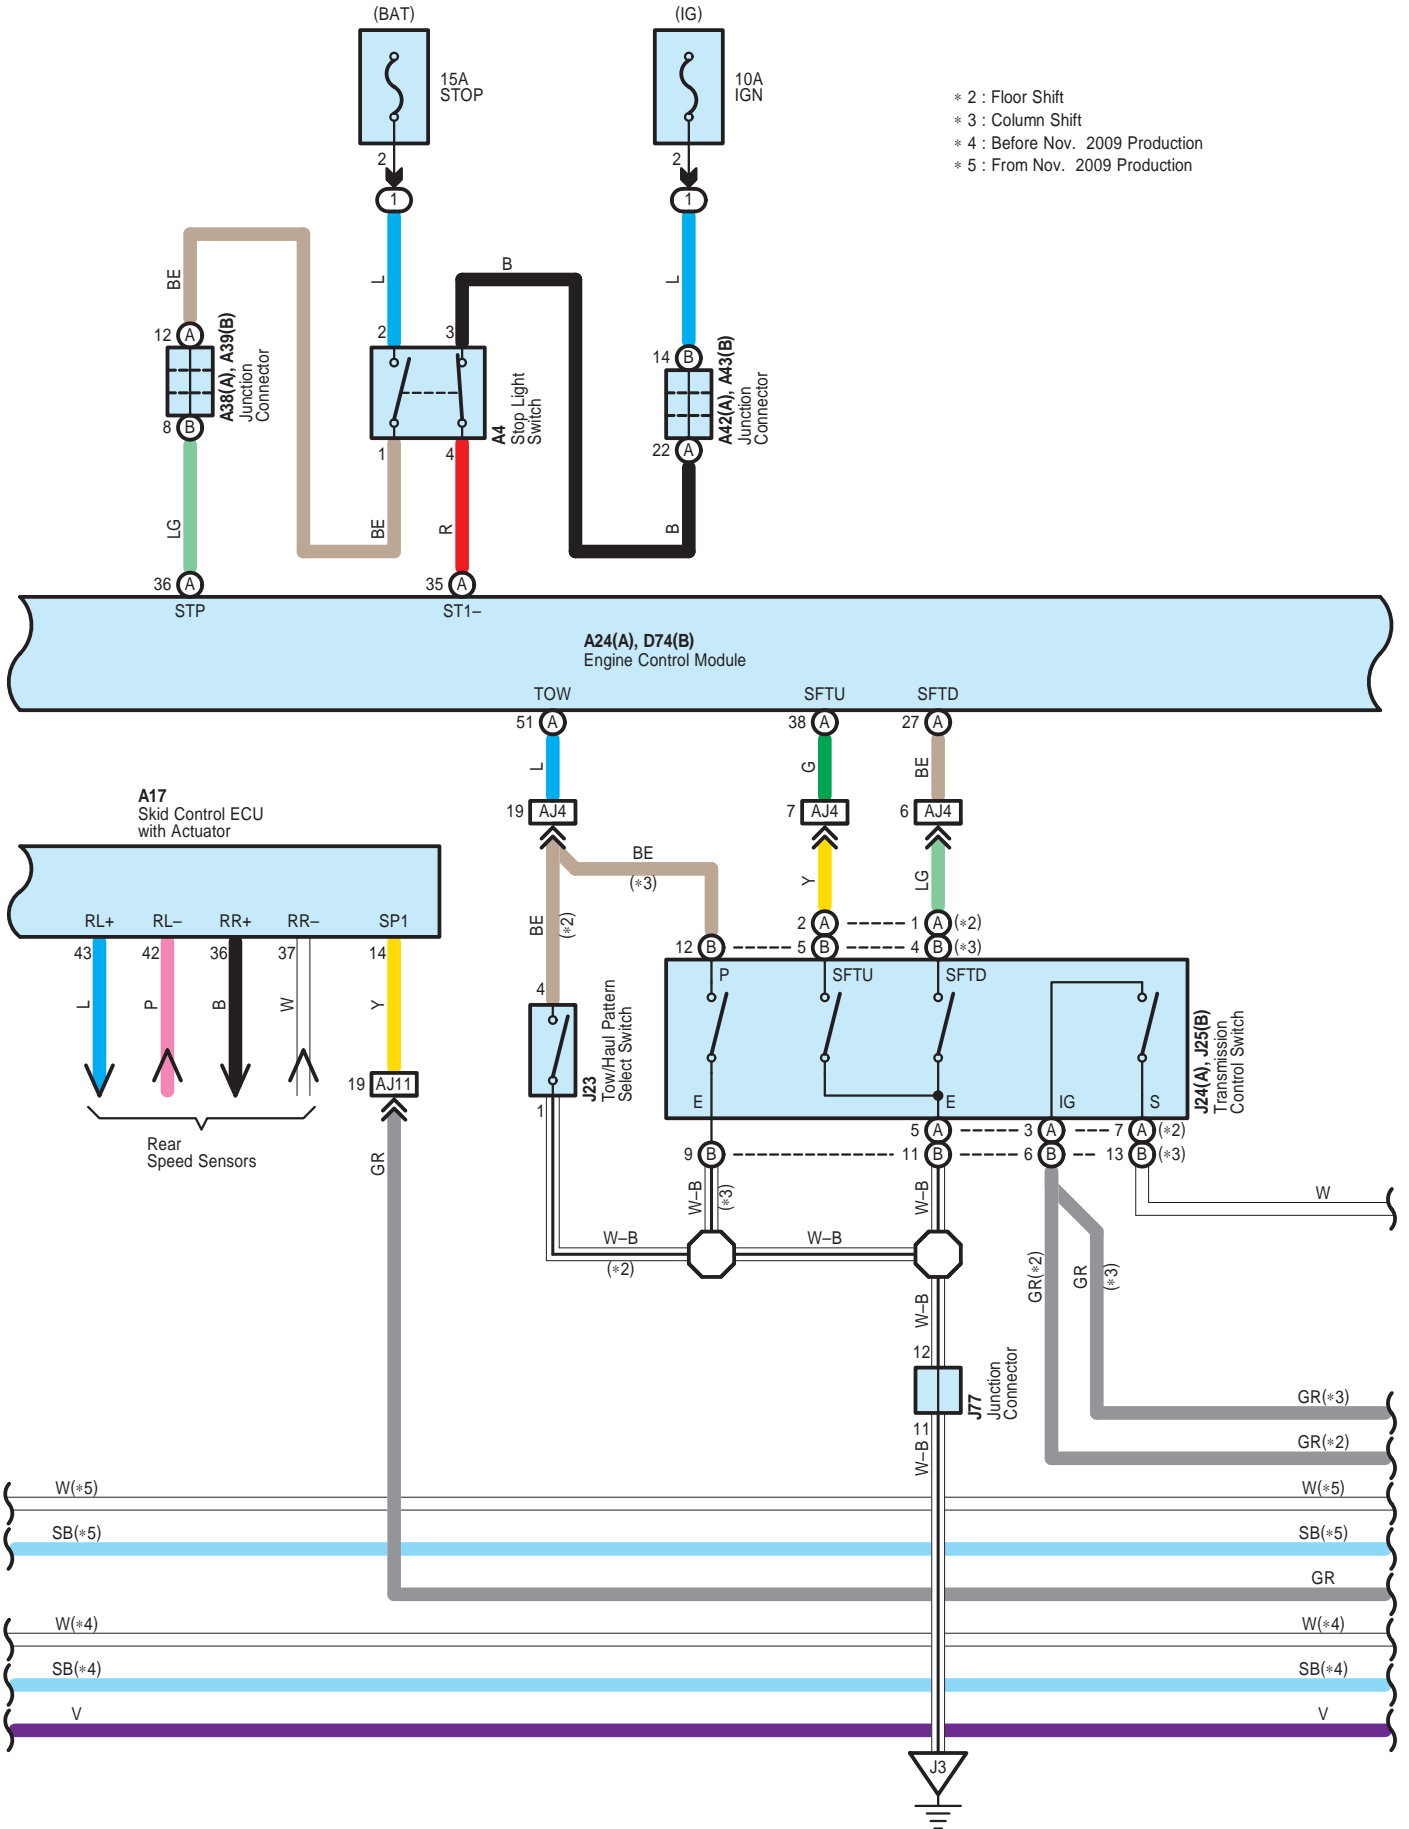 (BAT)
(IG)
15A
STOP
10A
IGN
∗ 2 : Floor Shift
∗ 3 : Column Shift
∗ 4 : Before Nov. 2009 Production
∗ 5 : From Nov. 2009 Production
2
2
1
1
BE
L
B
L
12 A
2
3
14 B
A38(A), A39(B)
Junction
Connector
A4
Stop Light
Switch
A42(A), A43(B)
Junction
Connector
8 B
1
4
22 A
LG
BE
R
B
36 A
35 A
STP
ST1–
A24(A), D74(B)
Engine Control Module
TOW
SFTU
SFTD
51 A
38 A
27 A
L
G
BE
19 AJ4
7 AJ4
6 AJ4
A17
Skid Control ECU
with Actuator
BE
(∗3)
BE
(∗2)
Y
LG
RL+
RL–
RR+
RR–
SP1
2 A
1 A (∗2)
12 B
5 B
4 B (∗3)
43
42
36
37
14
P
SFTU
SFTD
L
P
B
W
Y
4
J23
Tow/Haul Pattern
Select Switch
J24(A), J25(B)
Transmission
Control Switch
19 AJ11
1
E
E
IG
S
5 A
3 A
7 A (∗2)
9 B
11 B
6 B
13 B (∗3)
Rear
Speed Sensors
GR
W–B
(∗3)
W–B
W
W–B
(∗2)
W–B
GR(∗2)
GR
(∗3)
W–B
12
J77
Junction
Connector
11
W–B
GR(∗3)
GR(∗2)
W(∗5)
W(∗5)
SB(∗5)
SB(∗5)
GR
W(∗4)
W(∗4)
SB(∗4)
SB(∗4)
V
V
J3